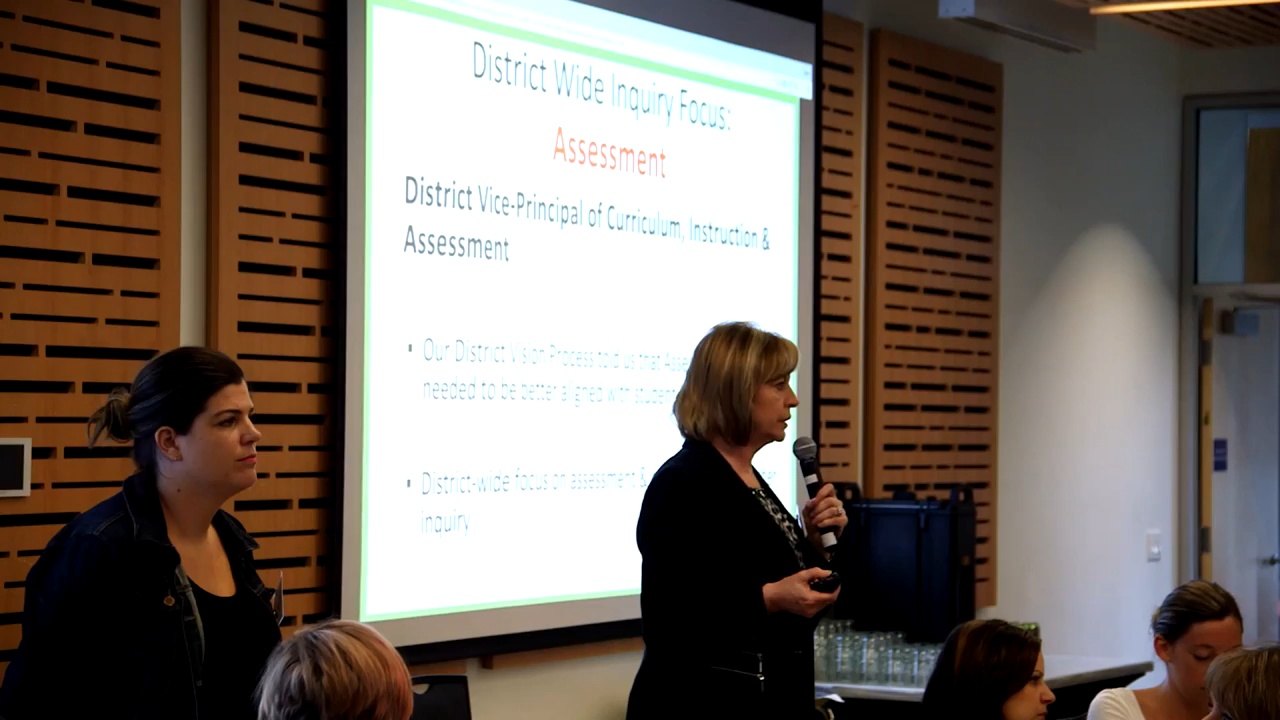 District Wide Inquiry Focus:
Assessment
District Vice-Principal of Curriculum, Instruction &
Assessment
▪ Our District Vision Process told us that
needed to be better aligned with
▪ District-wide focus on assessment &
inquiry